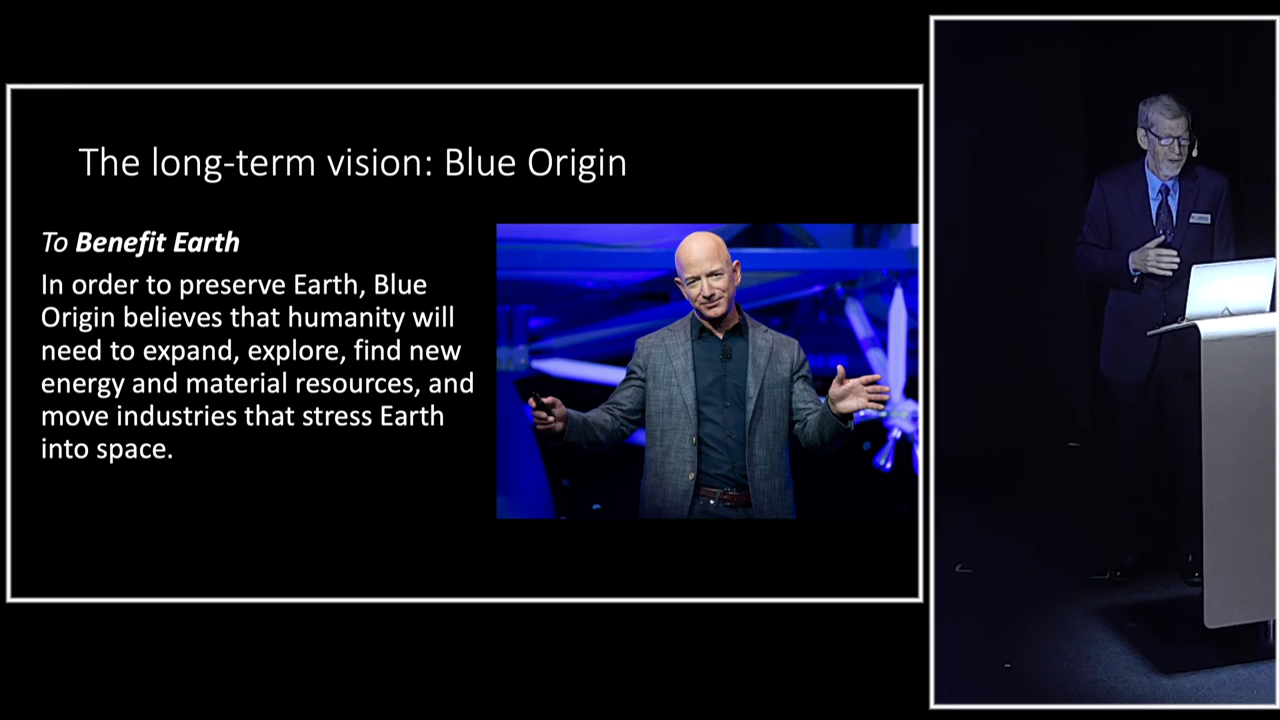 The long-term vision: Blue Origin
To Benefit Earth
In order to preserve Earth, Blue
Origin believes that humanity will
need to expand, explore, find new
energy and material resources, and
move industries that stress Earth
into space.